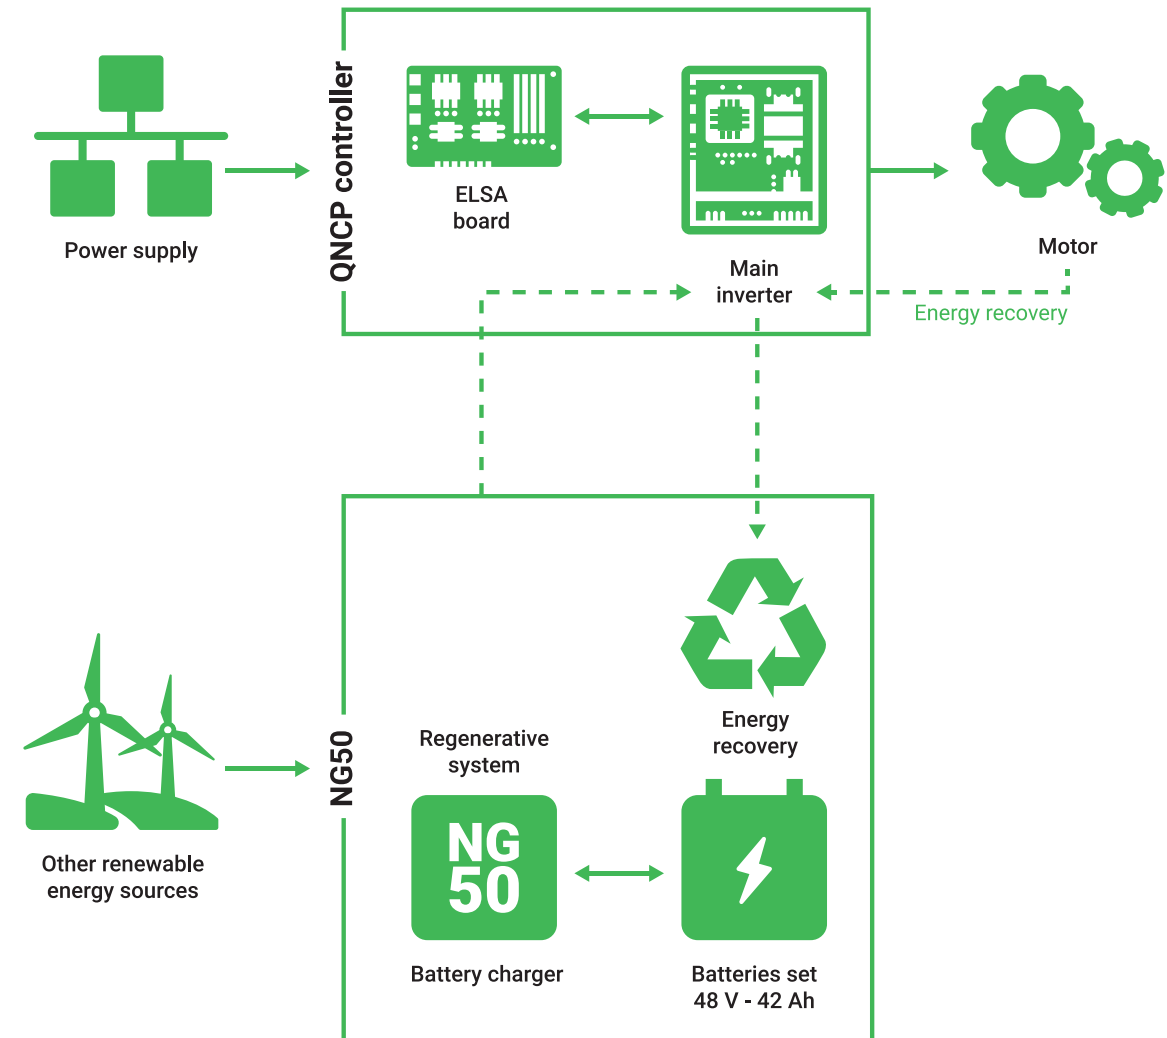 QNCP controller
ELSA
board
Power supply
Main
inverter
Motor
Energy recovery
NG50
Energy
recovery
Regenerative
system
NG
50
Other renewable
energy sources
Battery charger
Batteries set
48 V - 42 Ah